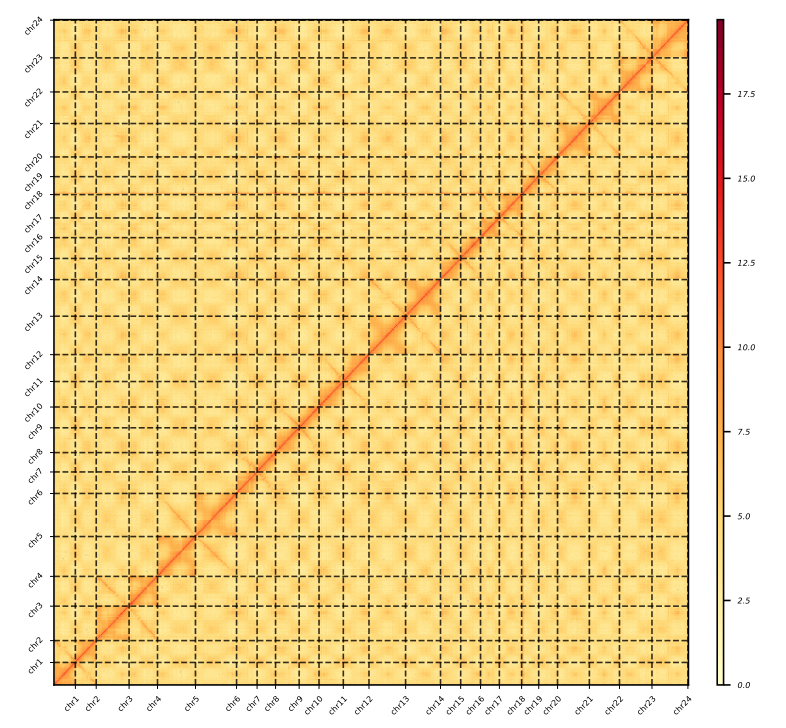 chr24
chr23
chr22
chr21
chr20
chr19
chr18
chr17
chr16
chr15
chr14
chr13
chr12
chr11
chr10
chr9
chr8
chr7
chr6
chr5
chr4
chr3
chr2
chr1
17.5
15.0
12.5
10.0
7.5
5.0
2.5
0.0
chr1 chr2 chr3 chr4 chr5 chr6 chr7 chr8 chr9 chr10 chr11 chr12 chr13 chr14 chr15 chr16 chr17 chr18 chr19 chr20 chr21 chr22 chr23 chr24